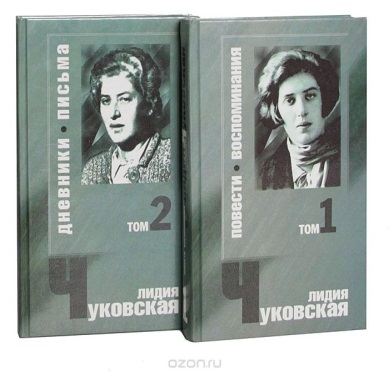 дневники • письма
том 2
лидия
Чуковская
повести • воспоминания
том 1
лидия
Чуковская
ozon.ru